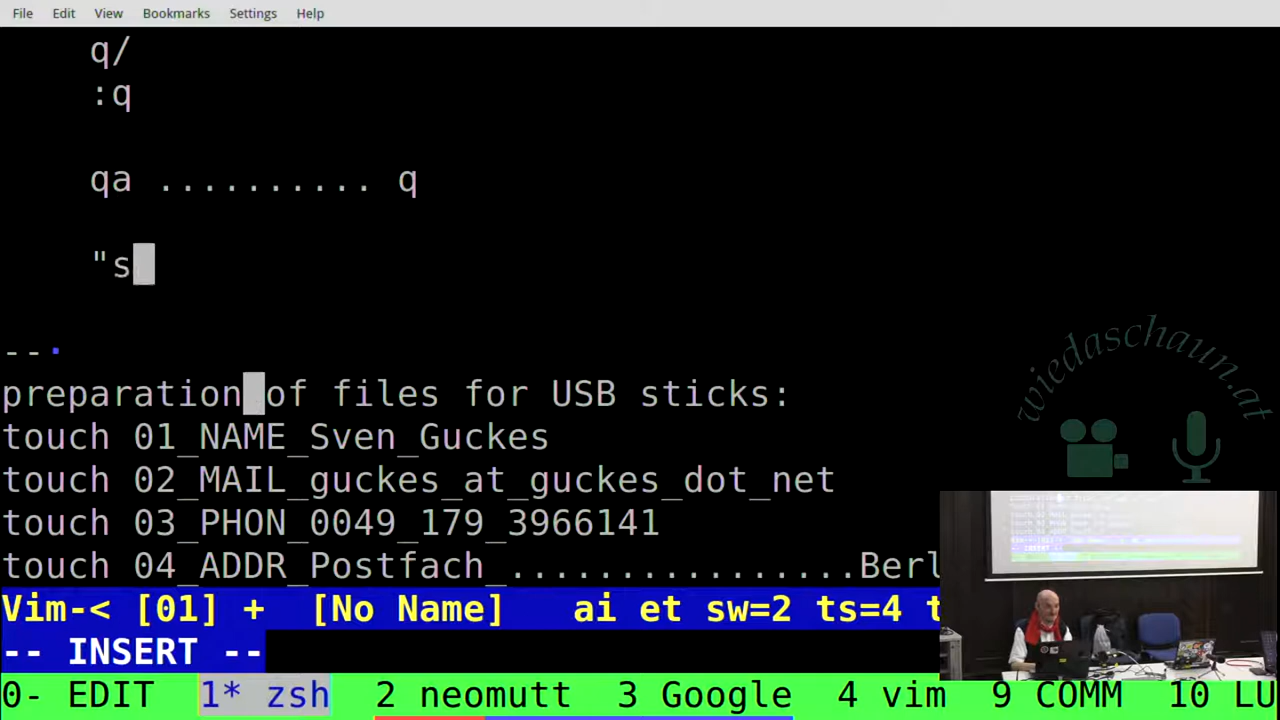 File Edit View Bookmarks Settings Help
q/
:q
qa .......... q
"s
--·
preparation of files for USB sticks:
touch 01_NAME_Sven_Guckes
touch 02_MAIL_guckes_at_guckes_dot_net
touch 03_PHON_0049_179_3966141
touch 04_ADDR_Postfach_................Berl
Vim-< [01] + [No Name] ai et sw=2 ts=4 t
-- INSERT --
0- EDIT 1* zsh 2 neomutt 3 Google 4 vim 9 COMM 10 LU
wiedaschaun.at